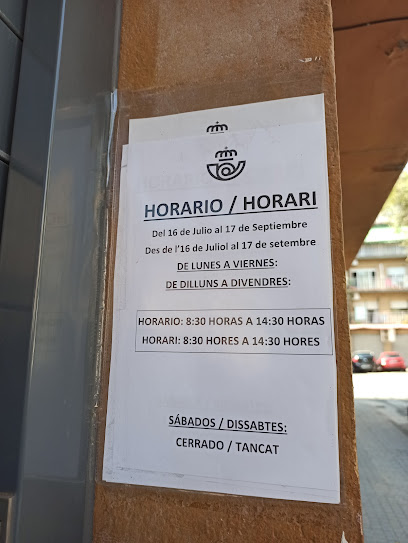 HORARIO / HORARI
Del 16 de Julio al 17 de Septiembre
Des de l'16 de Juliol al 17 de setembre
DE LUNES A VIERNES:
DE DILLUNS A DIVENDRES:
HORARIO: 8:30 HORAS A 14:30 HORAS
HORARI: 8:30 HORES A 14:30 HORES
SÁBADOS / DISSABTES:
CERRADO / TANCAT